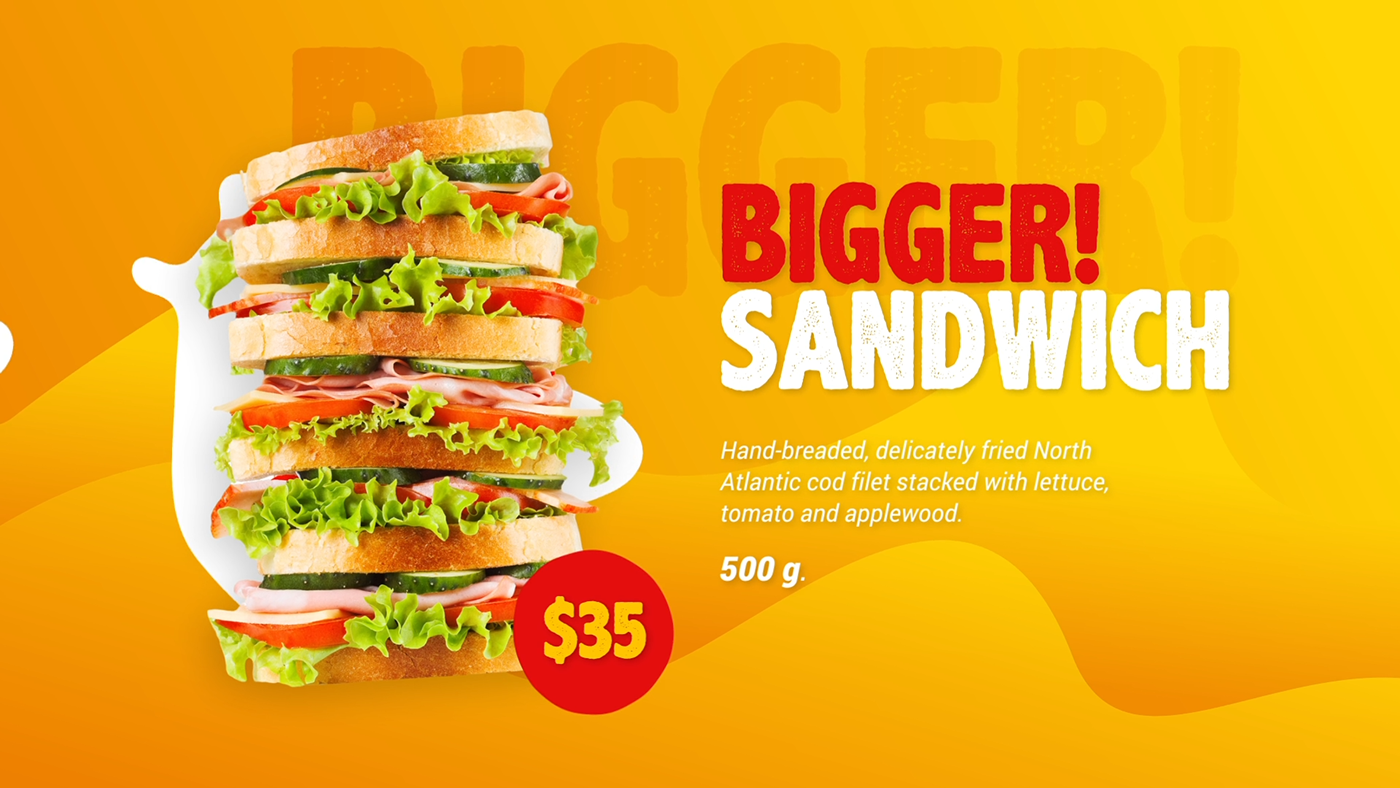 BIGGER!
BIGGER!
SANDWICH
Hand-breaded, delicately fried North
Atlantic cod filet stacked with lettuce,
tomato and applewood.
500 g.
$35